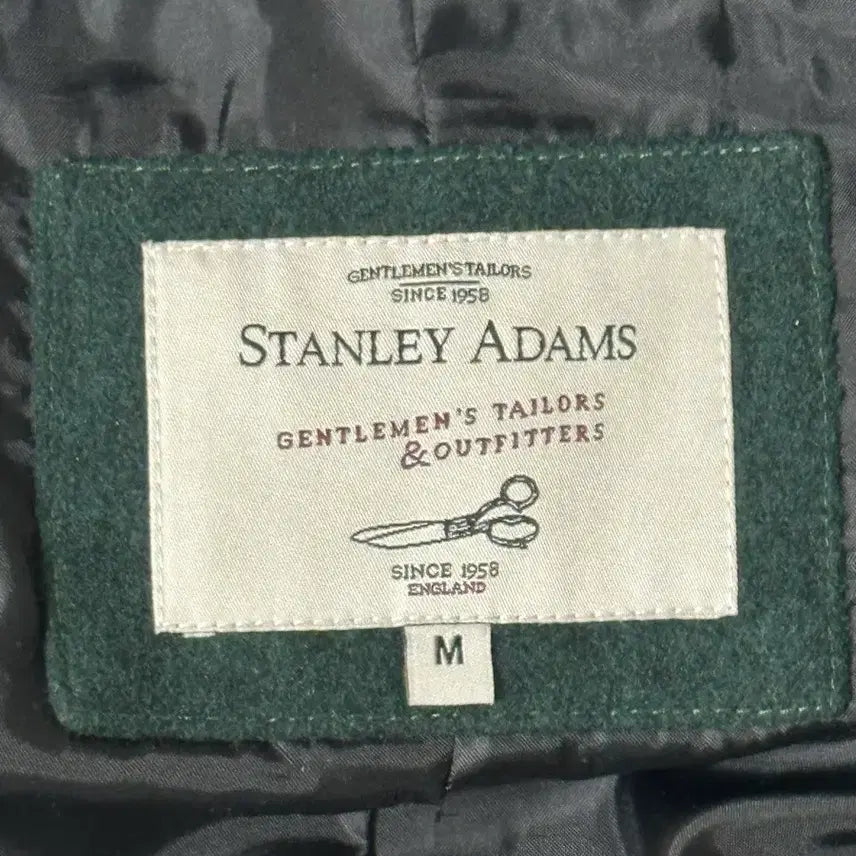 GENTLEMEN'S TAILORS
SINCE 1958
STANLEY ADAMS
GENTLEMEN'S TAILORS
& OUTFITTERS
SINCE 1958
ENGLAND
M